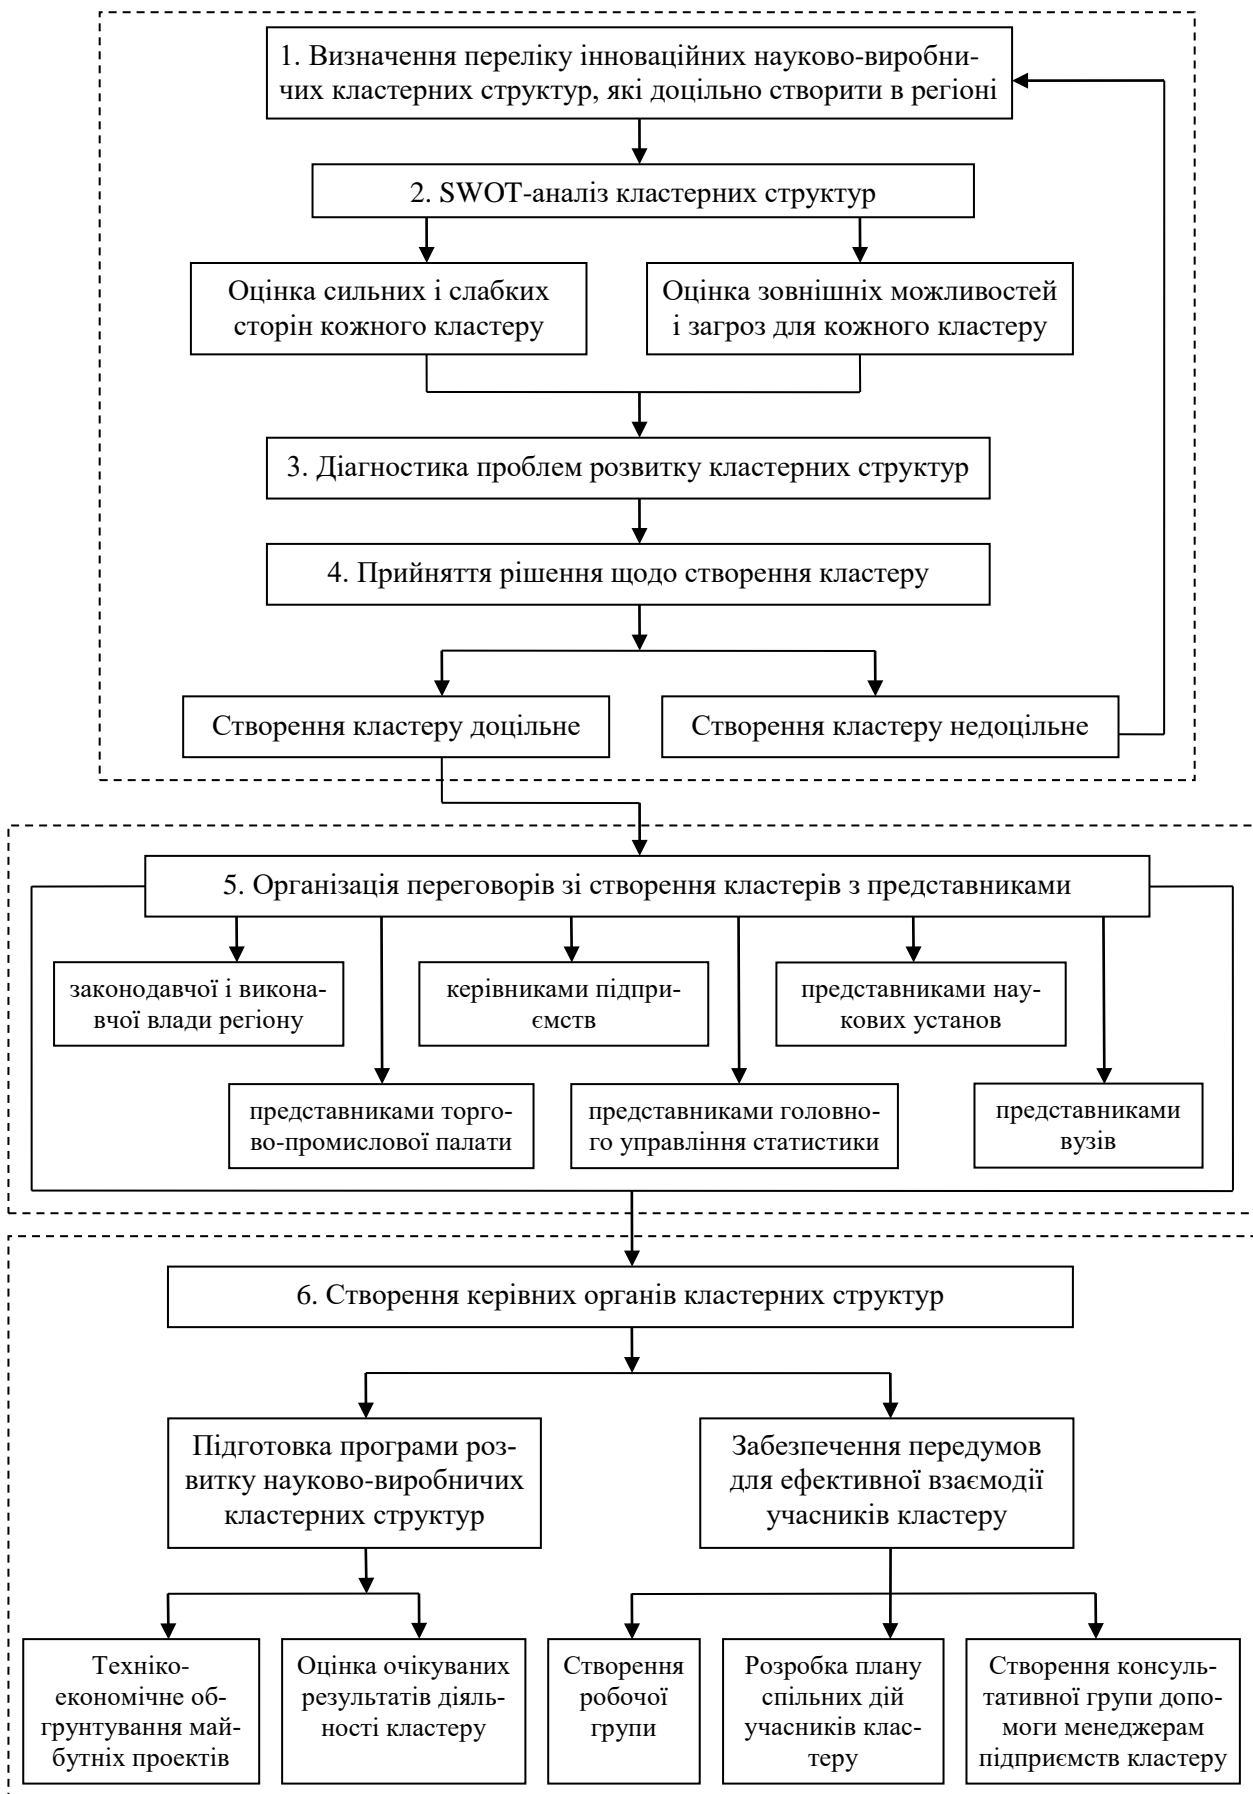 1. Визначення переліку інноваційних науково-виробни-
чих кластерних структур, які доцільно створити в регіоні
2. SWOT-аналіз кластерних структур
Оцінка сильних і слабких
сторін кожного кластеру
Оцінка зовнішніх можливостей
і загроз для кожного кластеру
3. Діагностика проблем розвитку кластерних структур
4. Прийняття рішення щодо створення кластеру
Створення кластеру доцільне
Створення кластеру недоцільне
5. Організація переговорів зі створення кластерів з представниками
законодавчої і викона-
вчої влади регіону
керівниками підпри-
ємств
представниками нау-
кових установ
представниками торго-
во-промислової палати
представниками головно-
го управління статистики
представниками
вузів
6. Створення керівних органів кластерних структур
Підготовка програми роз-
витку науково-виробничих
кластерних структур
Забезпечення передумов
для ефективної взаємодії
учасників кластеру
Техніко-
економічне об-
грунтування май-
бутніх проектів
Оцінка очікуваних
результатів діяль-
ності кластеру
Створення
робочої
групи
Розробка плану
спільних дій
учасників клас-
теру
Створення консуль-
тативної групи допо-
моги менеджерам
підприємств кластеру